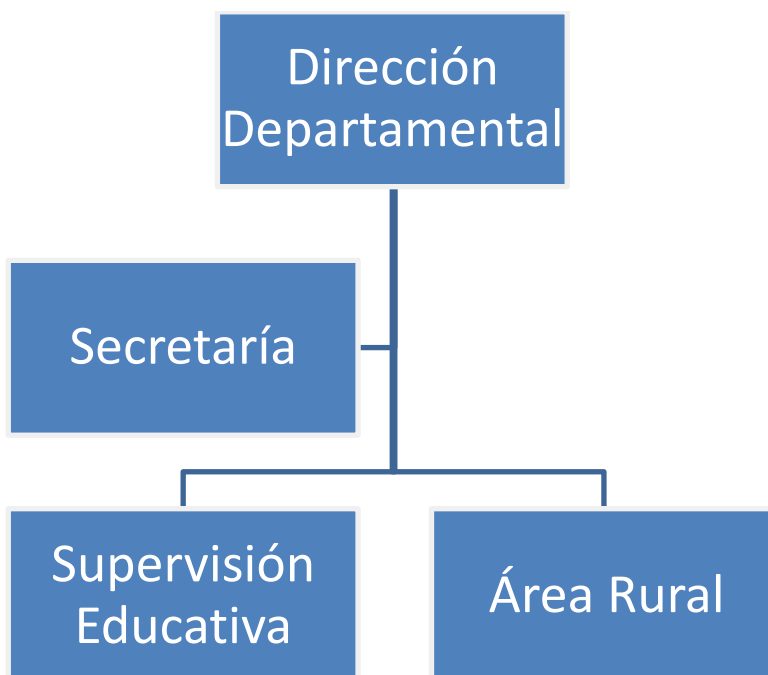 Dirección
Departamental
Secretaría
Supervisión
Educativa
Área Rural